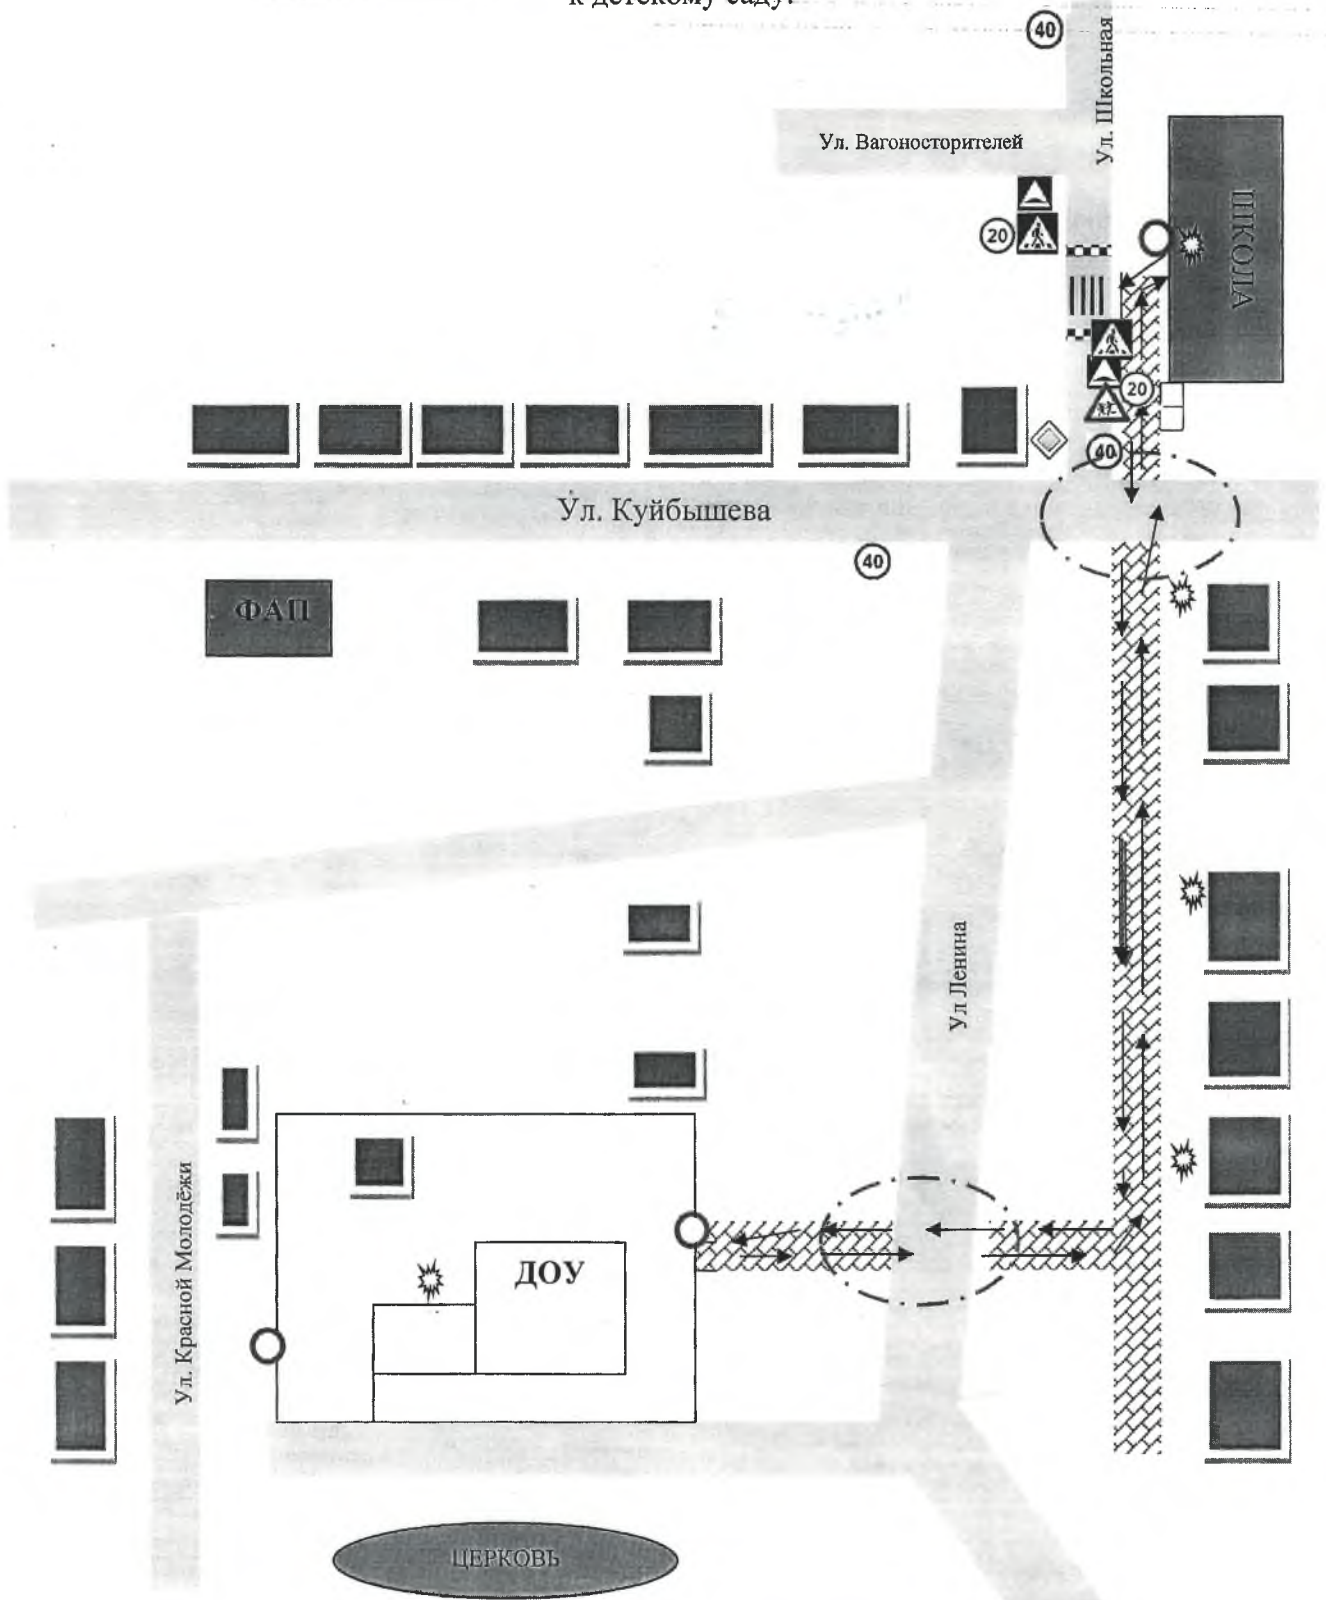 к детскому саду.
40
Ул. Школьная
Ул. Вагоносторителей
20
ШКОЛА
20
40
Ул. Куйбышева
40
ФАП
Ул Ленина
Ул. Красной Молодёжи
ДОУ
ЦЕРКОВЬ